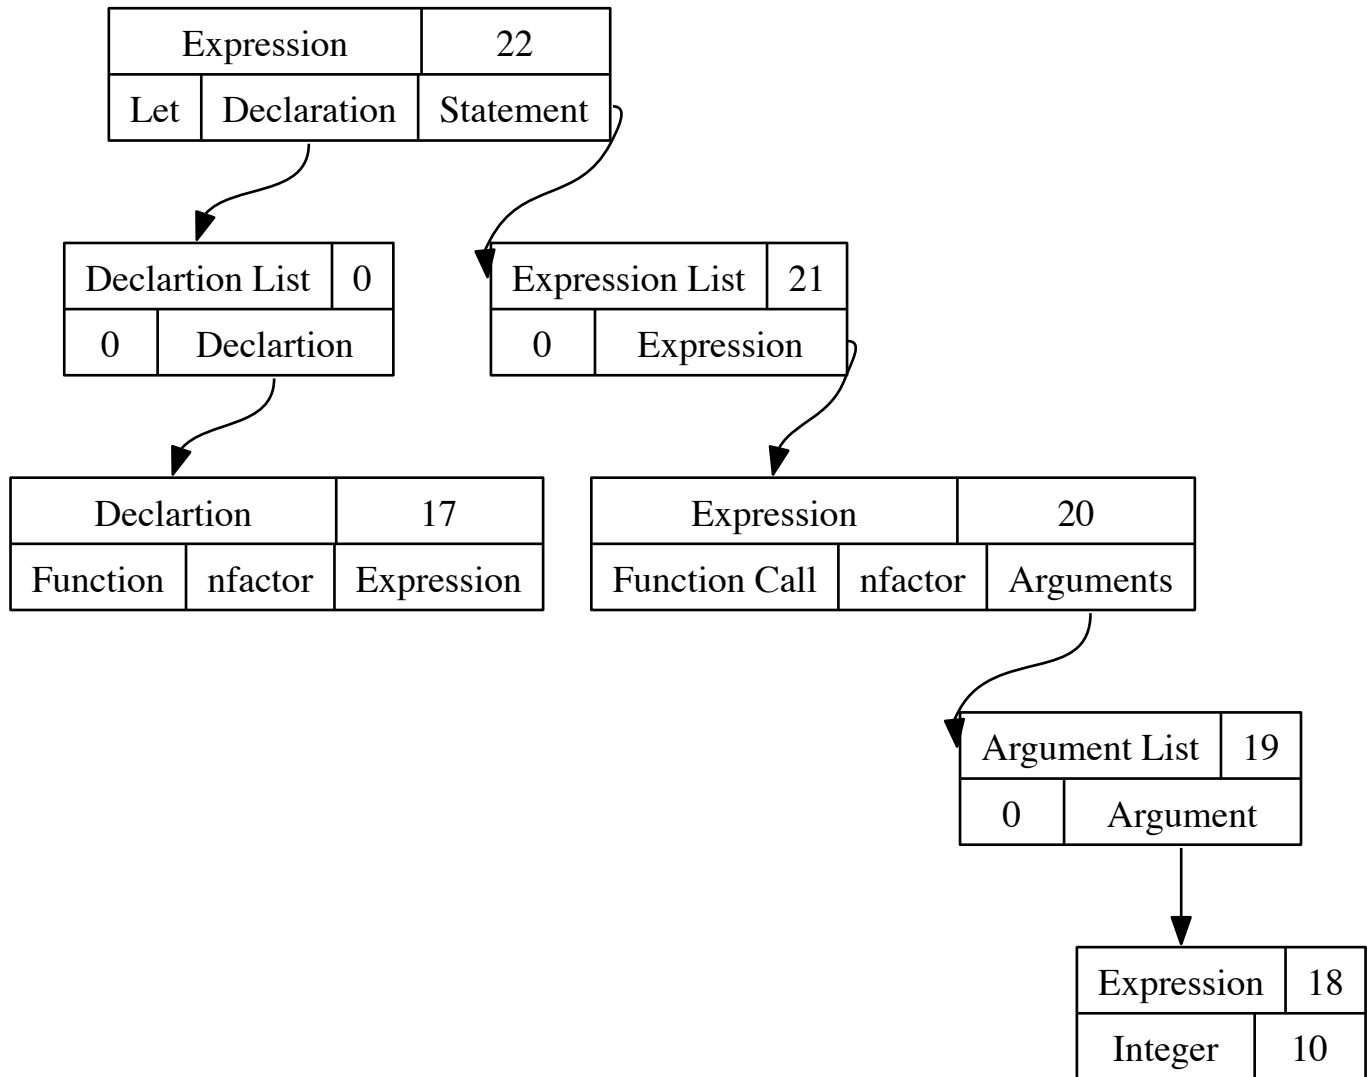 Expression 22
Let Declaration Statement
Declartion List 0
0 Declartion
Expression List 21
0 Expression
Declartion 17
Function nfactor Expression
Expression 20
Function Call nfactor Arguments
Argument List 19
0 Argument
Expression 18
Integer 10